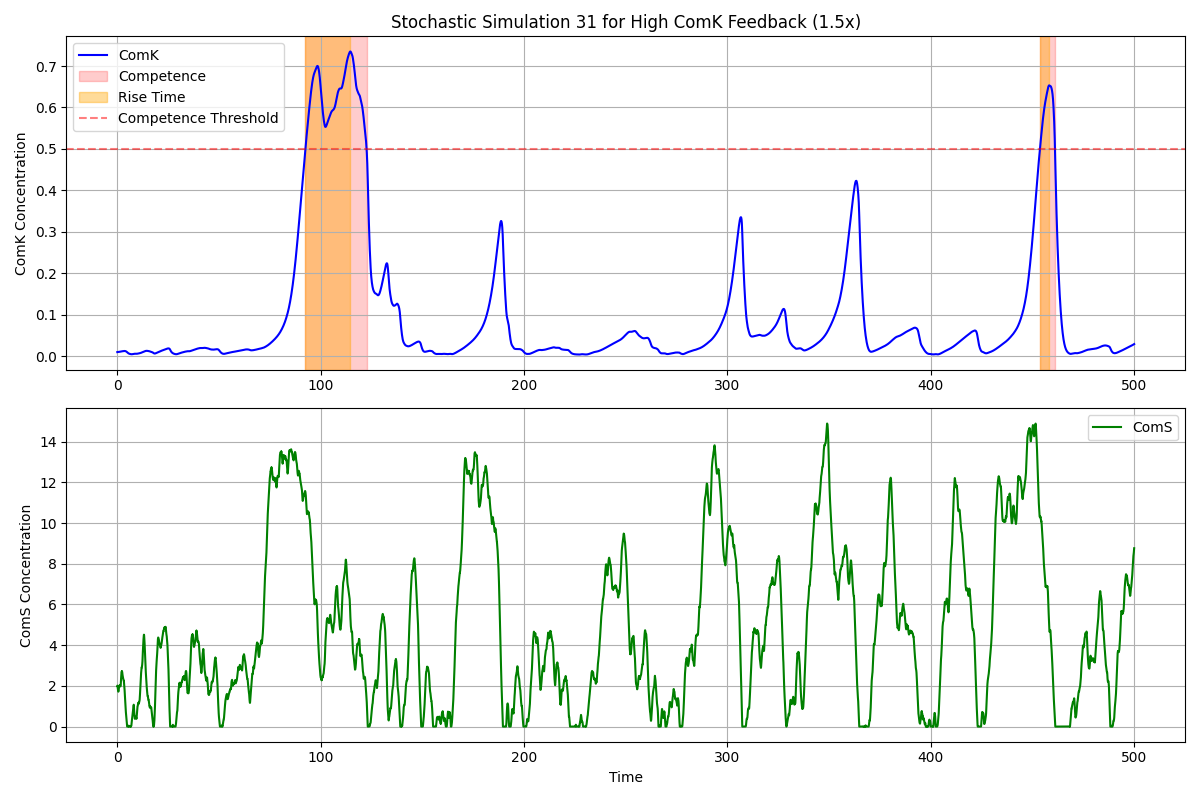 Stochastic Simulation 31 for High ComK Feedback (1.5x)
ComK Concentration
0.7
0.6
0.5
0.4
0.3
0.2
0.1
0.0
ComK
Competence
Rise Time
Competence Threshold
0 100 200 300 400 500
ComS Concentration
14
12
10
8
6
4
2
0
ComS
0 100 200 300 400 500
Time